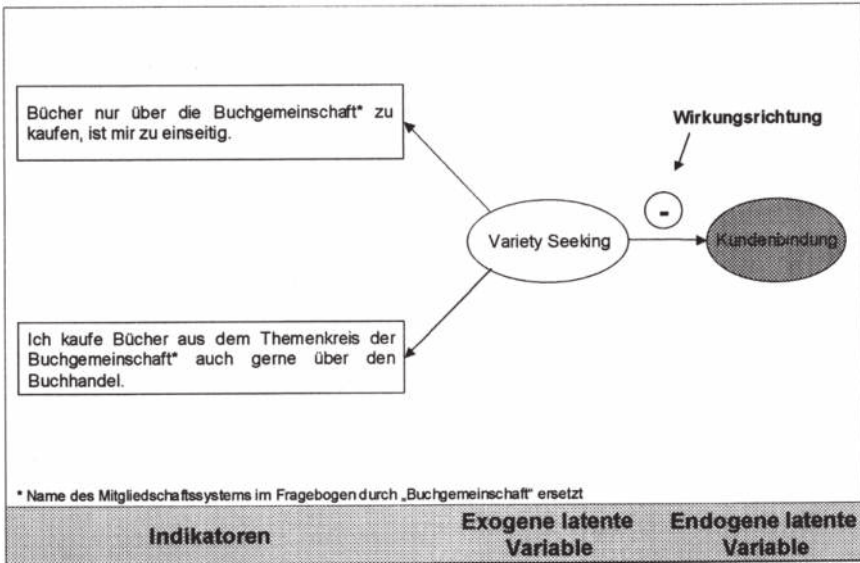 Bücher nur über die Buchgemeinschaft* zu
kaufen, ist mir zu einseitig.
Wirkungsrichtung
-
Variety Seeking
Kundenbindung
Ich kaufe Bücher aus dem Themenkreis der
Buchgemeinschaft* auch gerne über den
Buchhandel.
* Name des Mitgliedschaftssystems im Fragebogen durch „Buchgemeinschaft“ ersetzt
Indikatoren
Exogene latente
Variable
Endogene latente
Variable